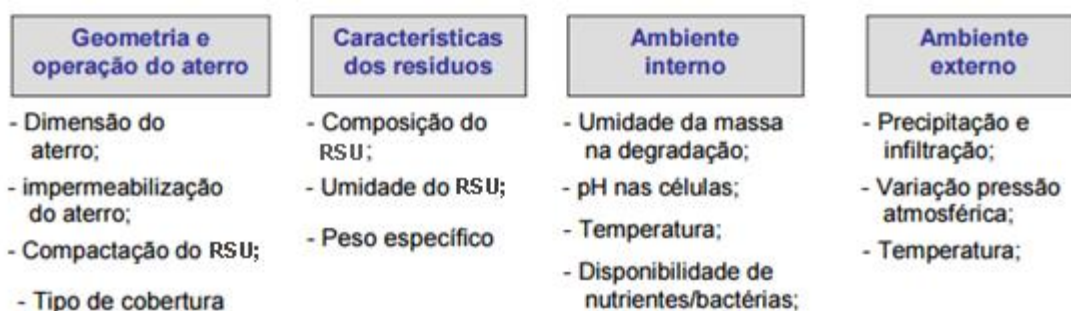 Geometria e
operação do aterro
- Dimensão do
aterro;
- impermeabilização
do aterro;
- Compactação do RSU;
- Tipo de cobertura
Características
dos residuos
- Composição do
RSU;
- Umidade do RSU;
- Peso específico
Ambiente
interno
- Umidade da massa
na degradação;
- pH nas células;
- Temperatura;
- Disponibilidade de
nutrientes/bactérias;
Ambiente
externo
- Precipitação e
infiltração;
- Variação pressão
atmosférica;
- Temperatura;